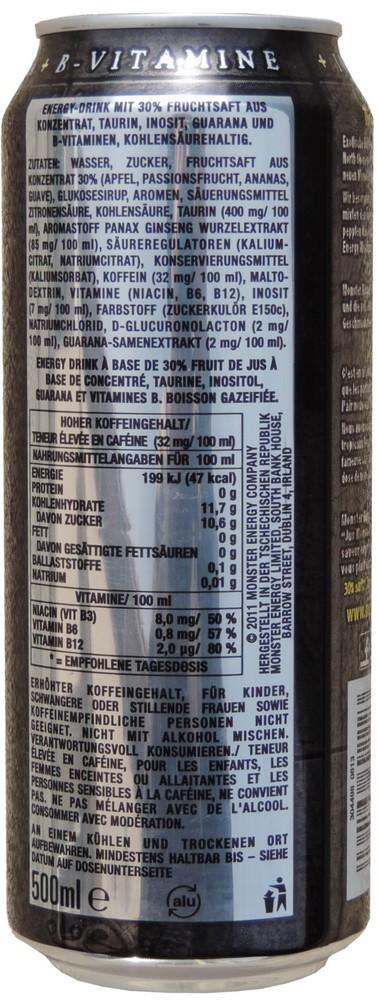 + B-VITAMINE +
ENERGY-DRINK MIT 30% FRUCHTSAFT AUS
KONZENTRAT, TAURIN, INOSIT, GUARANA UND
B-VITAMINEN, KOHLENSÄUREHALTIG.
ZUTATEN: WASSER, ZUCKER, FRUCHTSAFT AUS
KONZENTRAT 30% (APFEL, PASSIONSFRUCHT, ANANAS,
GUAVE), GLUKOSESIRUP, AROMEN, SÄUERUNGSMITTEL
ZITRONENSÄURE, KOHLENSÄURE, TAURIN (400 mg/ 100
ml), AROMASTOFF PANAX GINSENG WURZELEXTRAKT
(85 mg/ 100 ml), SÄUREREGULATOREN (KALIUM-
CITRAT, NATRIUMCITRAT), KONSERVIERUNGSMITTEL
(KALIUMSORBAT), KOFFEIN (32 mg/ 100 ml), MALTO-
DEXTRIN, VITAMINE (NIACIN, B6, B12), INOSIT
(7 mg/ 100 ml), FARBSTOFF (ZUCKERKULÖR E150c),
NATRIUMCHLORID, D-GLUCURONOLACTON (2 mg/
100 ml), GUARANA-SAMENEXTRAKT (2 mg/ 100 ml).
ENERGY DRINK À BASE DE 30% FRUIT DE JUS À
BASE DE CONCENTRÉ, TAURINE, INOSITOL,
GUARANA ET VITAMINES B. BOISSON GAZEIFIÉE.
HOHER KOFFEINGEHALT/
TENEUR ÉLEVÉE EN CAFÉINE (32 mg/ 100 ml)
NAHRUNGSMITTELANGABEN FÜR 100 ml
ENERGIE 199 kJ (47 kcal)
PROTEIN 0 g
KOHLENHYDRATE 11,7 g
DAVON ZUCKER 10,6 g
FETT 0 g
DAVON GESÄTTIGTE FETTSÄUREN 0 g
BALLASTSTOFFE 0,1 g
NATRIUM 0,01 g
VITAMINE/ 100 ml
NIACIN (VIT B3) 8,0 mg/ 50 %
VITAMIN B6 0,8 mg/ 57 %
VITAMIN B12 2,0 µg/ 80 %
* = EMPFOHLENE TAGESDOSIS
© 2011 MONSTER ENERGY COMPANY
HERGESTELLT IN DER TSCHECHISCHEN REPUBLIK
MONSTER ENERGY LIMITED, SOUTH BANK HOUSE,
BARROW STREET, DUBLIN 4, IRELAND
ERHÖHTER KOFFEINGEHALT, FÜR KINDER,
SCHWANGERE ODER STILLENDE FRAUEN SOWIE
KOFFEINEMPFINDLICHE PERSONEN NICHT
GEEIGNET. NICHT MIT ALKOHOL MISCHEN.
VERANTWORTUNGSVOLL KONSUMIEREN./ TENEUR
ÉLEVÉE EN CAFÉINE, POUR LES ENFANTS, LES
FEMMES ENCEINTES OU ALLAITANTES ET LES
PERSONNES SENSIBLES À LA CAFÉINE, NE CONVIENT
PAS. NE PAS MÉLANGER AVEC DE L'ALCOOL.
CONSOMMER AVEC MODÉRATION.
AN EINEM KÜHLEN UND TROCKENEN ORT
AUFBEWAHREN. MINDESTENS HALTBAR BIS – SIEHE
DATUM AUF DOSENUNTERSEITE
500ml e
alu
304496 0613